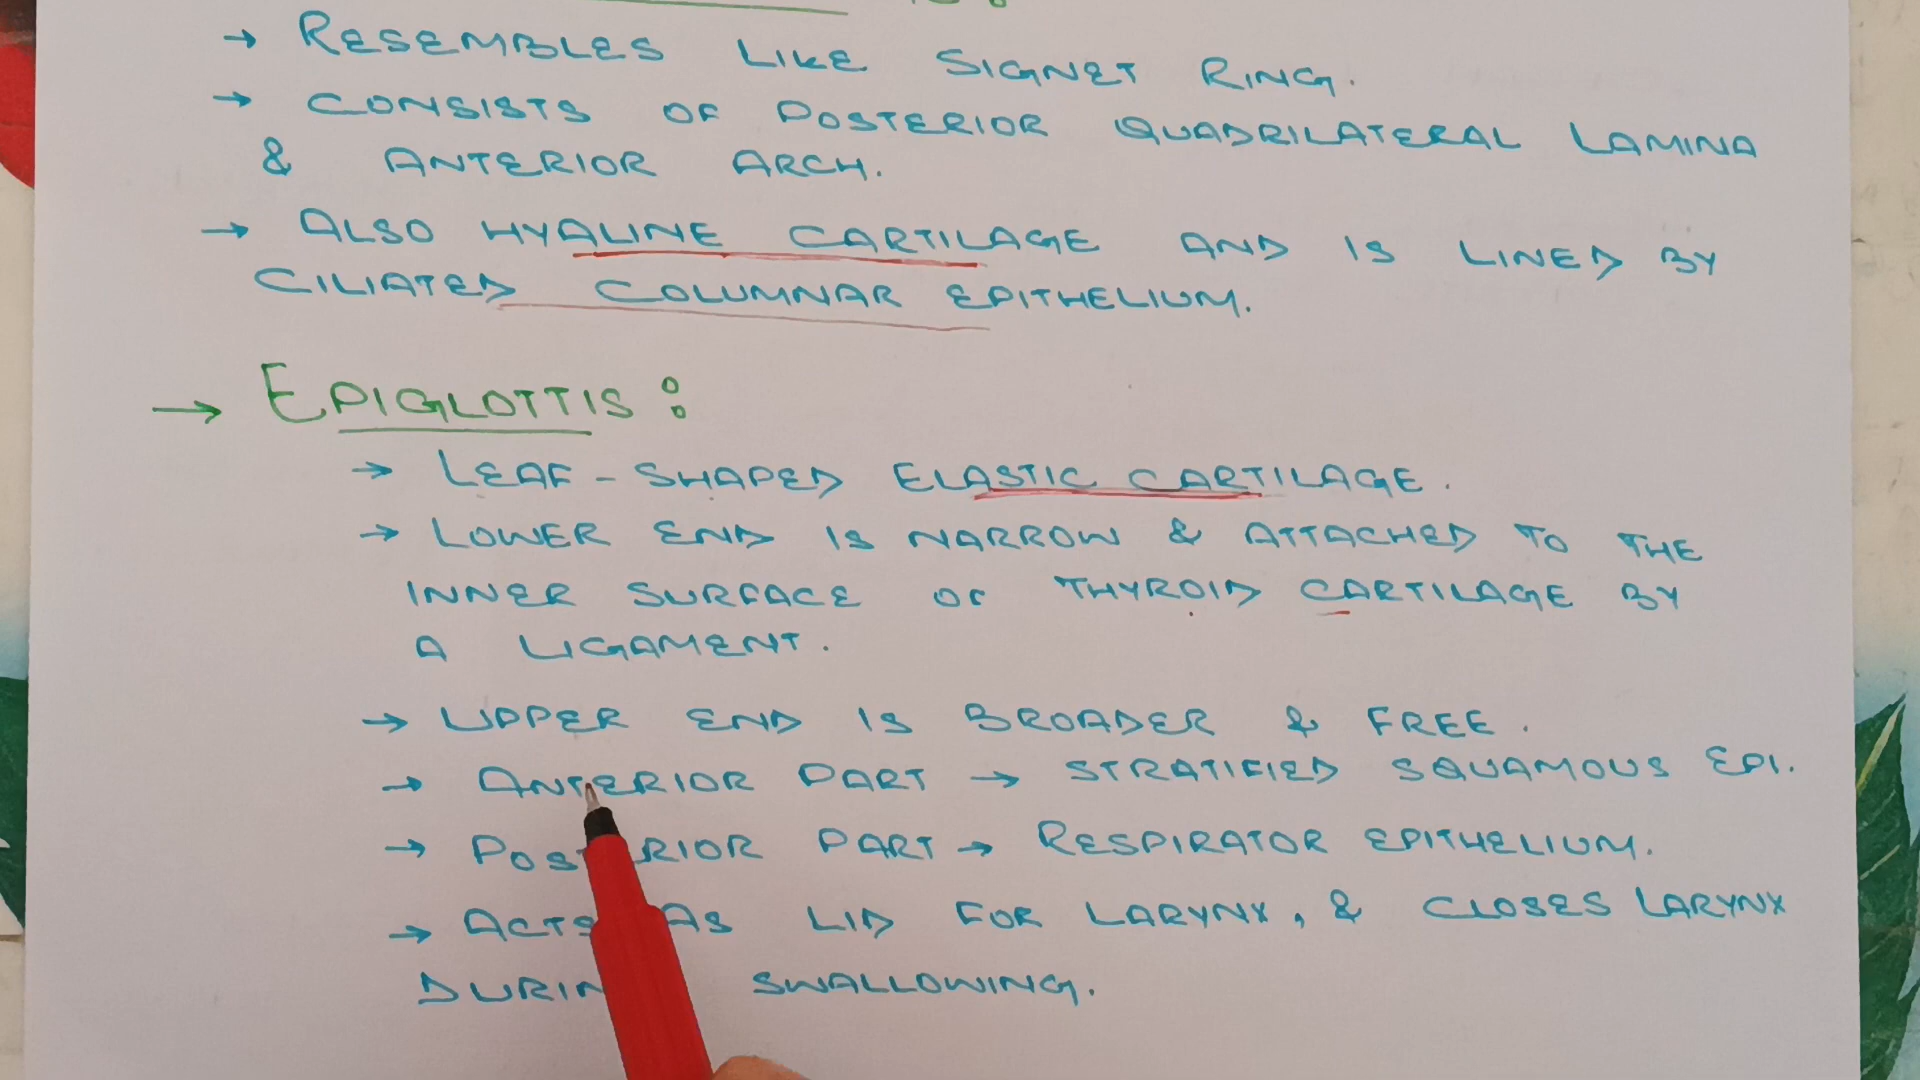 → RESEMBLES LIKE SIGNET RING.
→ CONSISTS OF POSTERIOR QUADRILATERAL LAMINA
& ANTERIOR ARCH.
→ ALSO HYALINE CARTILAGE AND IS LINED BY
CILIATED COLUMNAR EPITHELIUM.
→ EPIGLOTTIS:
→ LEAF-SHAPED ELASTIC CARTILAGE.
→ LOWER END IS NARROW & ATTACHED TO THE
INNER SURFACE OF THYROID CARTILAGE BY
A LIGAMENT.
→ UPPER END IS BROADER & FREE.
→ ANTERIOR PART → STRATIFIED SQUAMOUS EPI.
→ POSTERIOR PART → RESPIRATOR EPITHELIUM.
→ ACTS AS LID FOR LARYNX, & CLOSES LARYNX
DURING SWALLOWING.